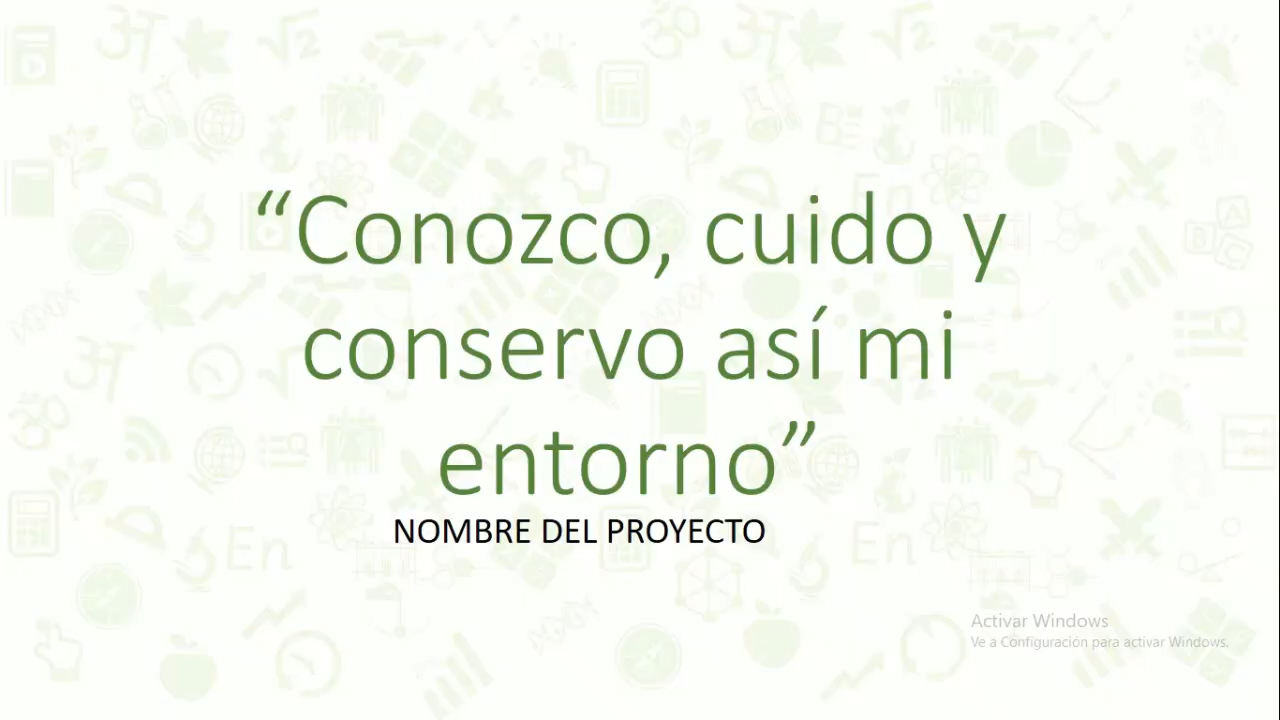 “Conozco, cuido y
conservo así mi
entorno”
NOMBRE DEL PROYECTO
Activar Windows
Ve a Configuración para activar Windows.